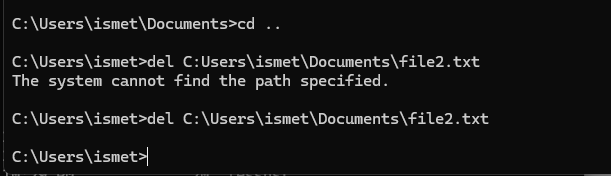 C:\Users\ismet\Documents>cd ..
C:\Users\ismet>del C:Users\ismet\Documents\file2.txt
The system cannot find the path specified.
C:\Users\ismet>del C:\Users\ismet\Documents\file2.txt
C:\Users\ismet>